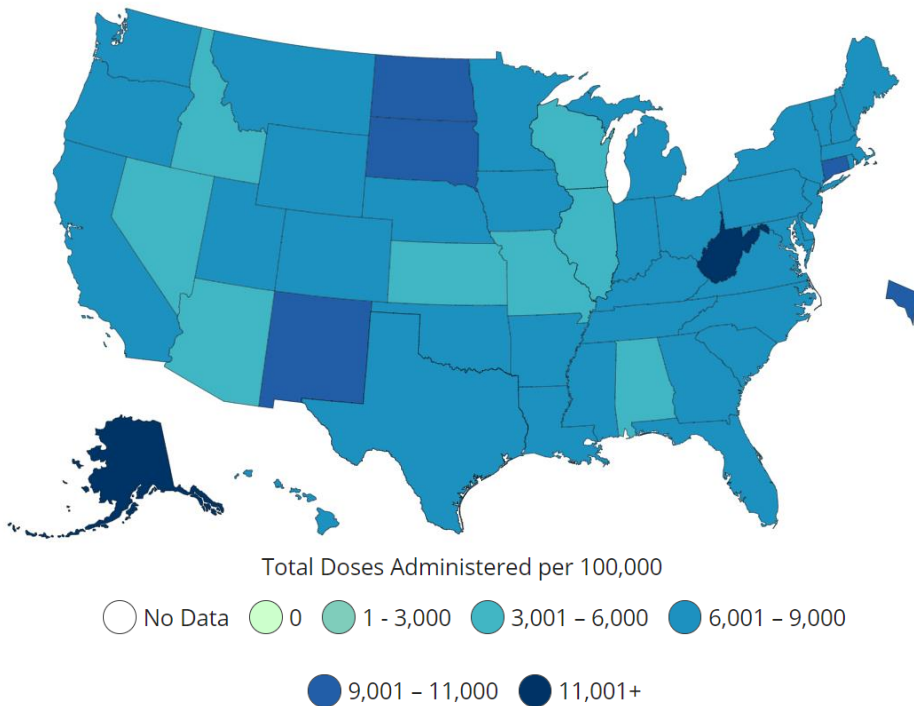 Total Doses Administered per 100,000
No Data 0 1 - 3,000 3,001 – 6,000 6,001 – 9,000
9,001 – 11,000 11,001+